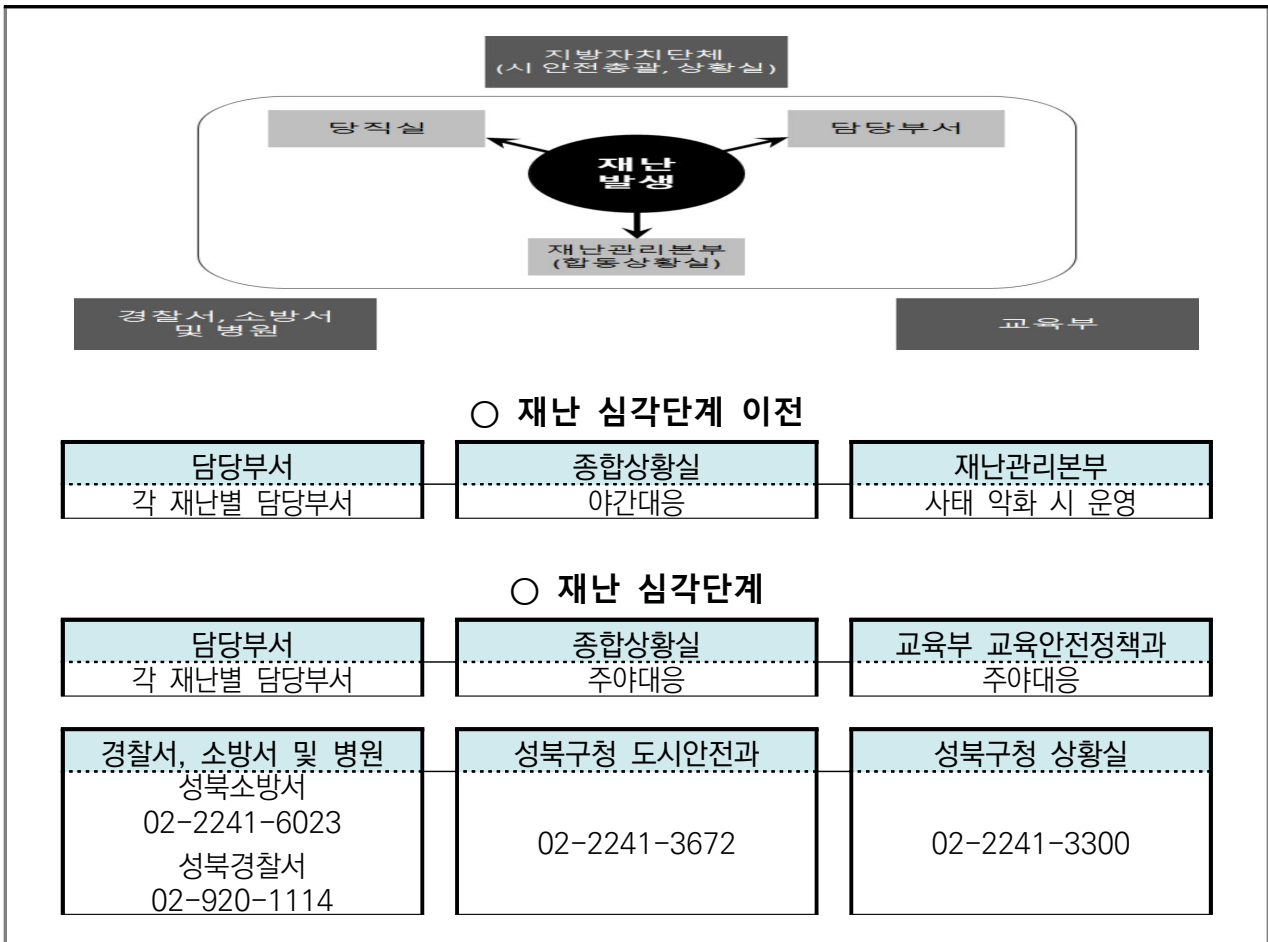 지방자치단체
(시 안전총괄, 상황실)
당직실
담당부서
재난
발생
재난관리본부
(합동상황실)
경찰서, 소방서
및 병원
교육부
○ 재난 심각단계 이전
담당부서
종합상황실
재난관리본부
각 재난별 담당부서
야간대응
사태 악화 시 운영
○ 재난 심각단계
담당부서
종합상황실
교육부 교육안전정책과
각 재난별 담당부서
주야대응
주야대응
경찰서, 소방서 및 병원
성북구청 도시안전과
성북구청 상황실
성북소방서
02-2241-6023
성북경찰서
02-920-1114
02-2241-3672
02-2241-3300